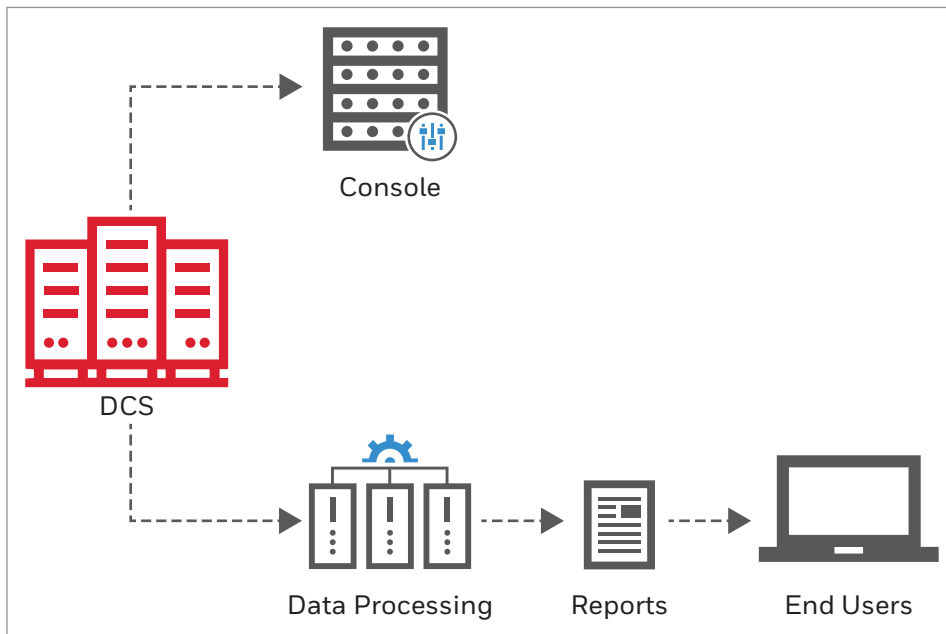 Console
DCS
Data Processing
Reports
End Users